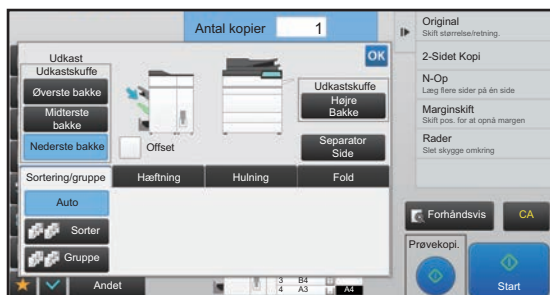 Antal kopier 1
Udkast
OK
Udkastskuffe
Øverste bakke
Midterste
bakke
Nederste bakke
Offset
Udkastskuffe
Højre
Bakke
Separator
Side
Sortering/gruppe
Hæftning
Hulning
Fold
Auto
Sorter
Gruppe
Andet
3 B4
4 A3
A4
Original
Skift størrelse/retning.
2-Sidet Kopi
N-Op
Læg flere sider på én side
Marginskift
Skift pos. for at opnå margen
Rader
Slet skygge omkring
Forhåndsvis
CA
Prøvekopi.
Start